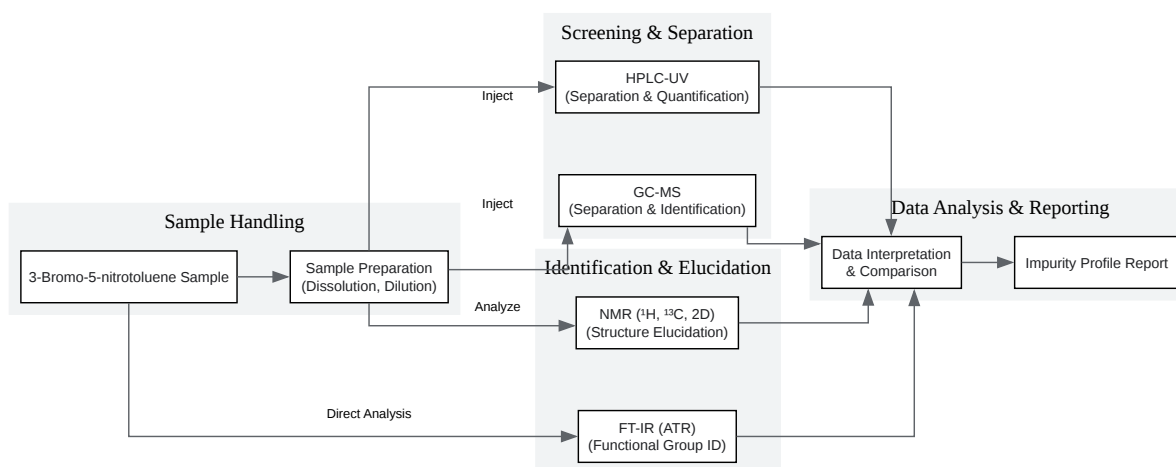 Screening & Separation
HPLC-UV
(Separation & Quantification)
Inject
GC-MS
(Separation & Identification)
Inject
Sample Handling
3-Bromo-5-nitrotoluene Sample
Sample Preparation
(Dissolution, Dilution)
Identification & Elucidation
Analyze
NMR (¹H, ¹³C, 2D)
(Structure Elucidation)
Direct Analysis
FT-IR (ATR)
(Functional Group ID)
Data Analysis & Reporting
Data Interpretation
& Comparison
Impurity Profile Report